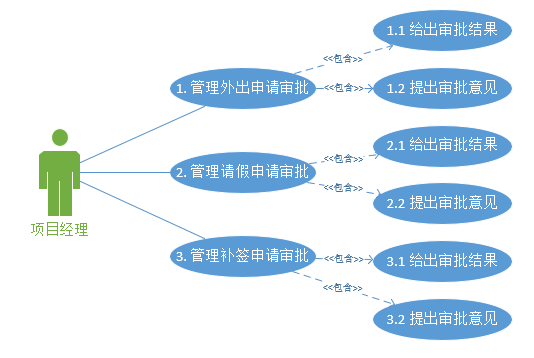 1.1 给出审批结果
<<包含>>
1. 管理外出申请审批
<<包含>>
1.2 提出审批意见
2.1 给出审批结果
<<包含>>
2. 管理请假申请审批
<<包含>>
2.2 提出审批意见
项目经理
3. 管理补签申请审批
<<包含>>
3.1 给出审批结果
<<包含>>
3.2 提出审批意见